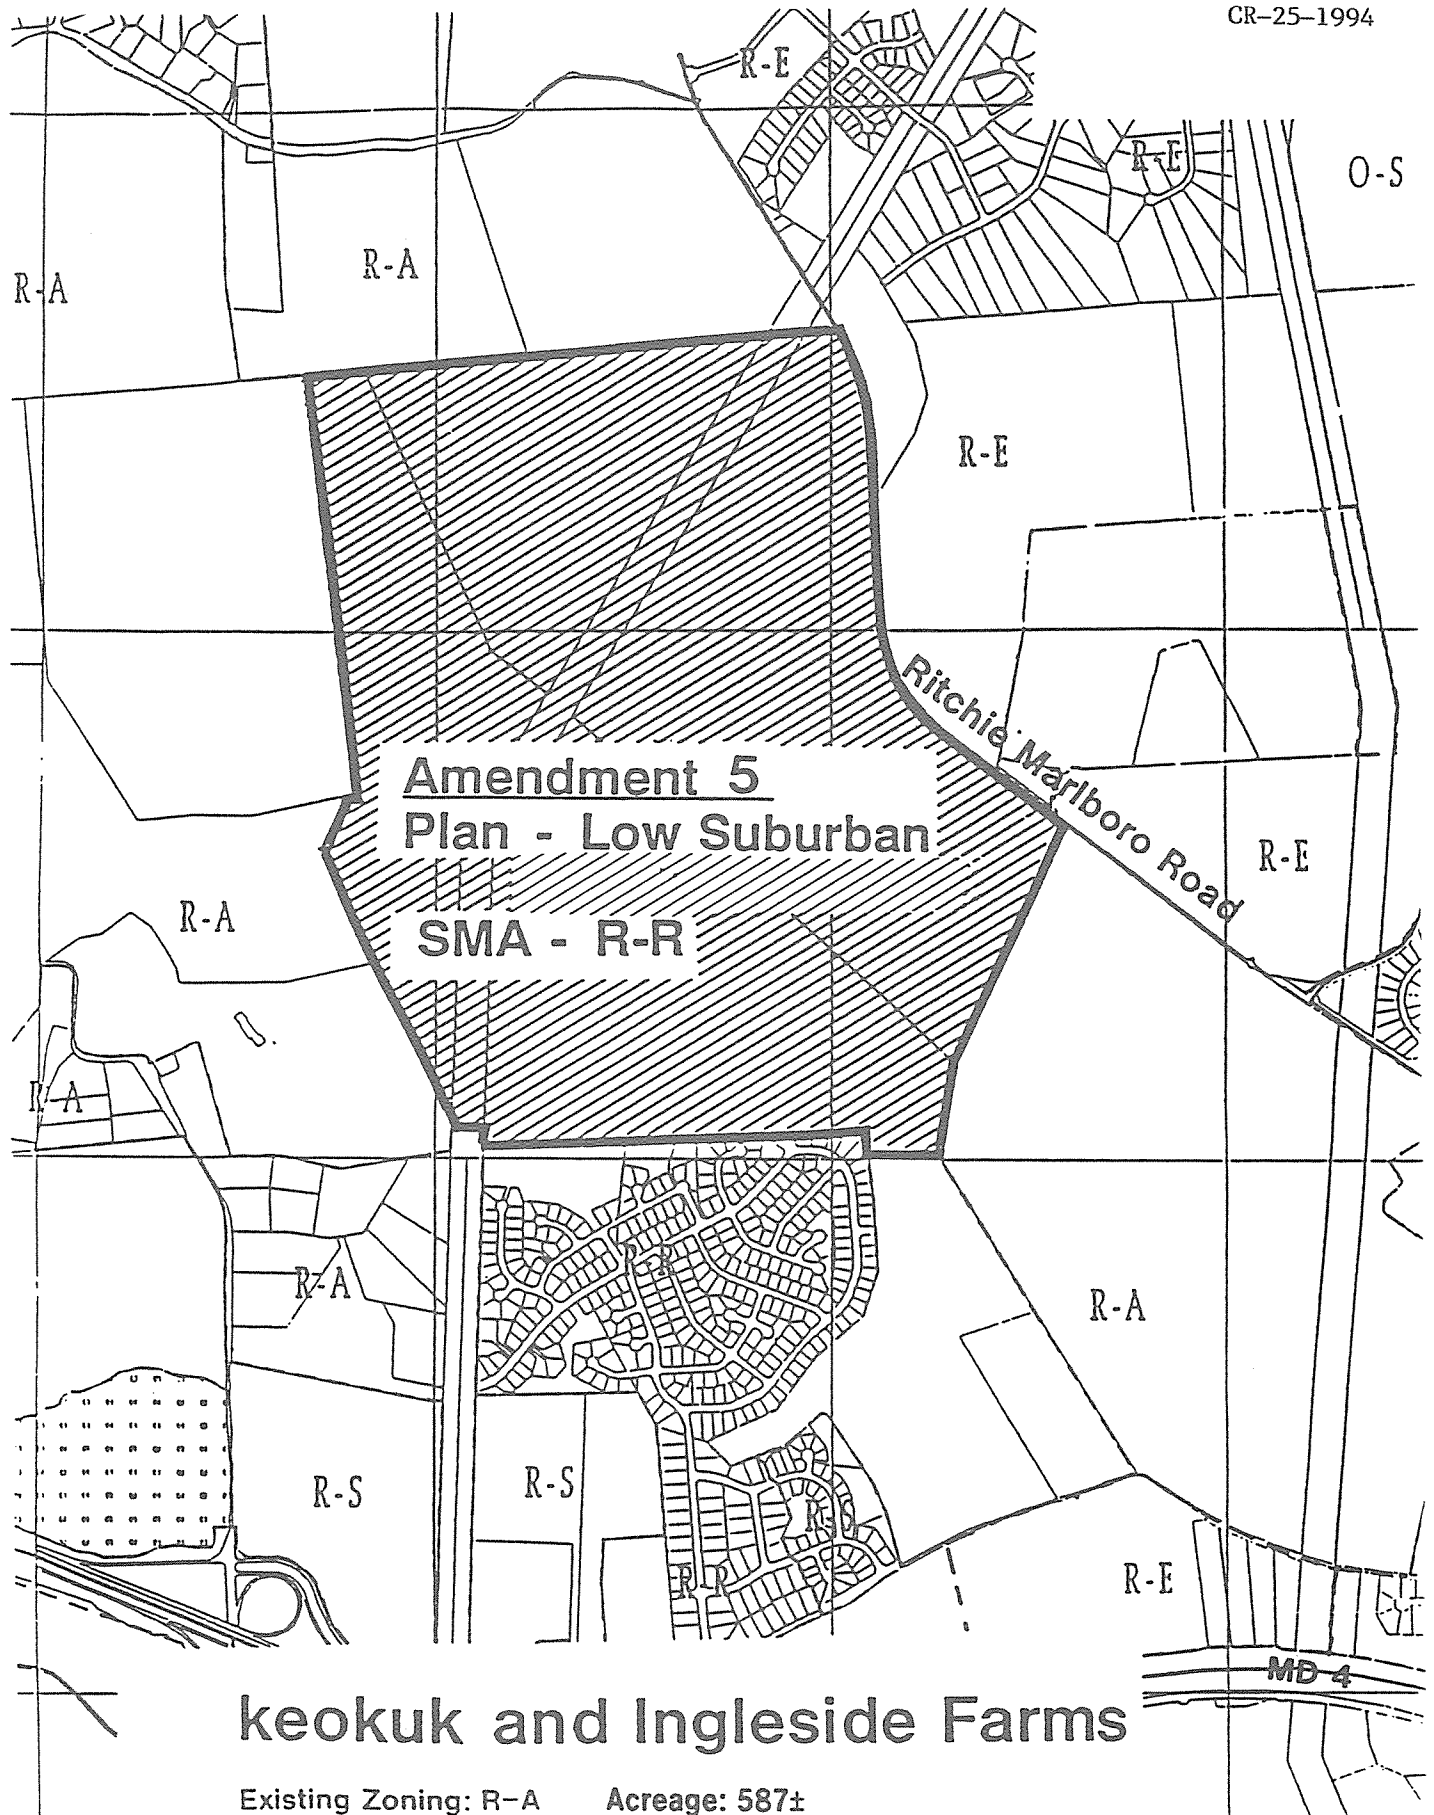 CR-25-1994
R-E
R-E
O-S
R-A
R-A
R-E
Ritchie Marlboro Road
Amendment 5
Plan - Low Suburban
R-E
R-A
SMA - R-R
R-A
R-R
R-A
R-A
R-S
R-S
R-S
R-R
R-E
MD 4
keokuk and Ingleside Farms
Existing Zoning: R-A Acreage: 587±